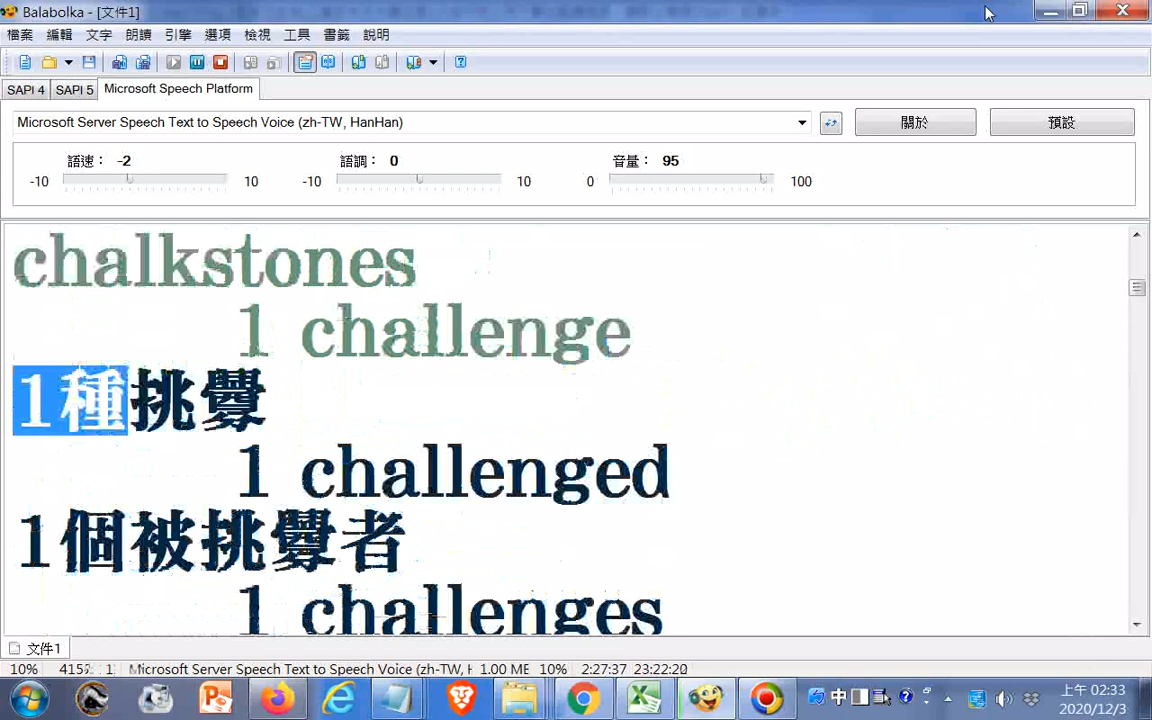 Balabolka - [文件1]
檔案 編輯 文字 朗讀 引擎 選項 檢視 工具 書籤 說明
SAPI 4 SAPI 5 Microsoft Speech Platform
Microsoft Server Speech Text to Speech Voice (zh-TW, HanHan)
關於 預設
語速： -2 語調： 0 音量： 95
-10 10 -10 10 0 100
chalkstones
1 challenge
1種挑釁
1 challenged
1個被挑釁者
1 challenges
文件1
10% Microsoft Server Speech Text to Speech Voice (zh-TW, 1.00 ME 10% 2:27:37 23:22:20
中 上午 02:33
2020/12/3